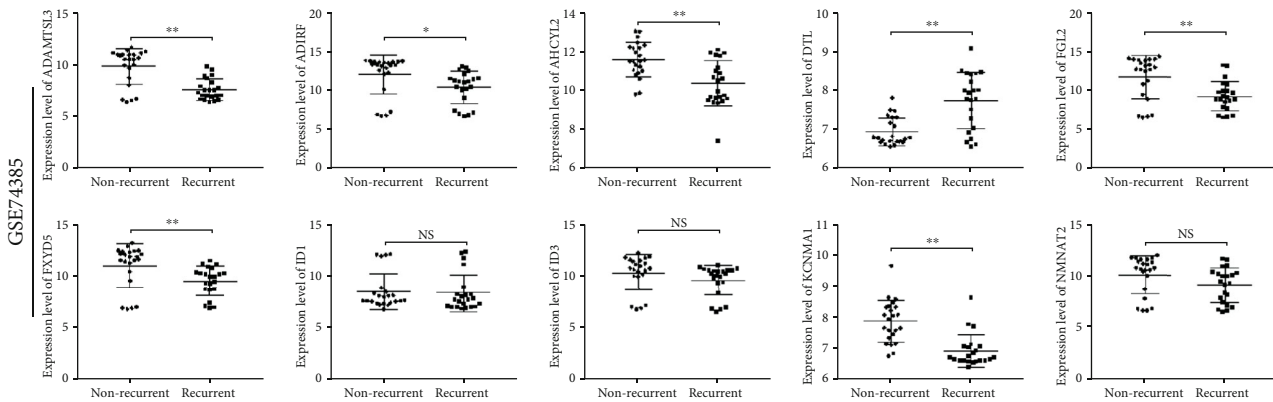 GSE74385
Expression level of ADAMTSL3
15
10
5
0
**
Non-recurrent Recurrent
Expression level of ADIRF
20
15
10
5
0
*
Non-recurrent Recurrent
Expression level of AHCYL2
14
12
10
8
6
**
Non-recurrent Recurrent
Expression level of DTL
10
9
8
7
6
**
Non-recurrent Recurrent
Expression level of FGL2
20
15
10
5
0
**
Non-recurrent Recurrent
Expression level of FXYD5
15
10
5
0
**
Non-recurrent Recurrent
Expression level of ID1
15
10
5
0
NS
Non-recurrent Recurrent
Expression level of ID3
15
10
5
0
NS
Non-recurrent Recurrent
Expression level of KCNMA1
11
10
9
8
7
6
**
Non-recurrent Recurrent
Expression level of NMNAT2
15
10
5
0
NS
Non-recurrent Recurrent